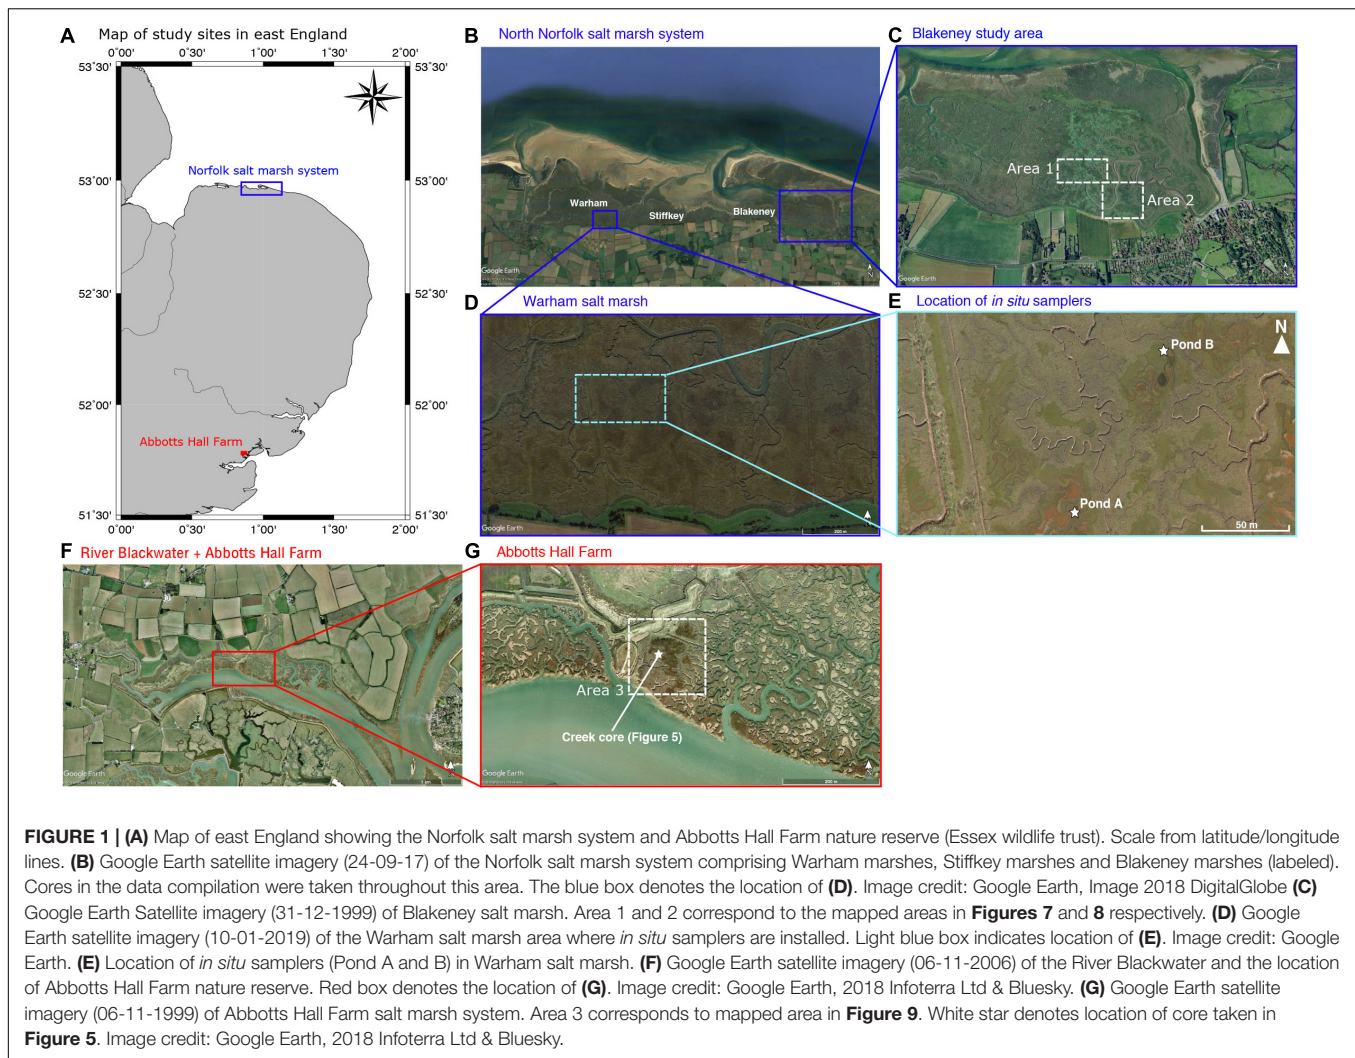 A Map of study sites in east England
0°00' 0°30' 1°00' 1°30' 2°00'
53°30' 53°30'
Norfolk salt marsh system
53°00' 53°00'
52°30' 52°30'
52°00' 52°00'
Abbotts Hall Farm
51°30' 51°30'
0°00' 0°30' 1°00' 1°30' 2°00'
B North Norfolk salt marsh system
Warham
Stiffkey
Blakeney
Google Earth
N
C Blakeney study area
Area 1
Area 2
Google Earth
N
D Warham salt marsh
Google Earth
200 m
E Location of in situ samplers
N
Pond B
Pond A
50 m
F River Blackwater + Abbotts Hall Farm
Google Earth
1 km
N
G Abbotts Hall Farm
Area 3
Creek core (Figure 5)
Google Earth
200 m
N
FIGURE 1 | (A) Map of east England showing the Norfolk salt marsh system and Abbotts Hall Farm nature reserve (Essex wildlife trust). Scale from latitude/longitude
lines. (B) Google Earth satellite imagery (24-09-17) of the Norfolk salt marsh system comprising Warham marshes, Stiffkey marshes and Blakeney marshes (labeled).
Cores in the data compilation were taken throughout this area. The blue box denotes the location of (D). Image credit: Google Earth, Image 2018 DigitalGlobe (C)
Google Earth Satellite imagery (31-12-1999) of Blakeney salt marsh. Area 1 and 2 correspond to the mapped areas in Figures 7 and 8 respectively. (D) Google
Earth satellite imagery (10-01-2019) of the Warham salt marsh area where in situ samplers are installed. Light blue box indicates location of (E). Image credit: Google
Earth. (E) Location of in situ samplers (Pond A and B) in Warham salt marsh. (F) Google Earth satellite imagery (06-11-2006) of the River Blackwater and the location
of Abbotts Hall Farm nature reserve. Red box denotes the location of (G). Image credit: Google Earth, 2018 Infoterra Ltd & Bluesky. (G) Google Earth satellite
imagery (06-11-1999) of Abbotts Hall Farm salt marsh system. Area 3 corresponds to mapped area in Figure 9. White star denotes location of core taken in
Figure 5. Image credit: Google Earth, 2018 Infoterra Ltd & Bluesky.